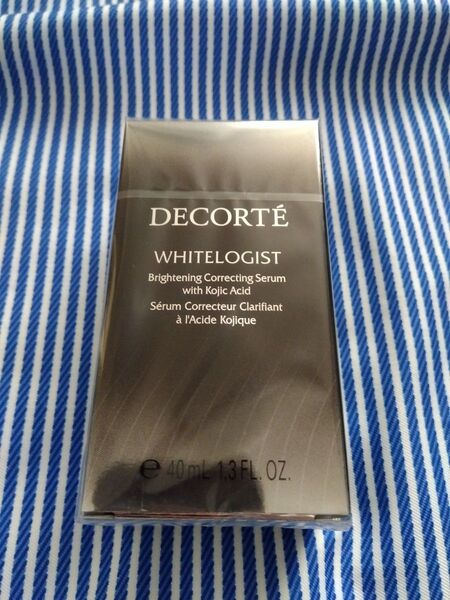 DECORTÉ
WHITELOGIST
Brightening Correcting Serum
with Kojic Acid
Sérum Correcteur Clarifiant
à l'Acide Kojique
℮ 40 mL 1.3 FL. OZ.